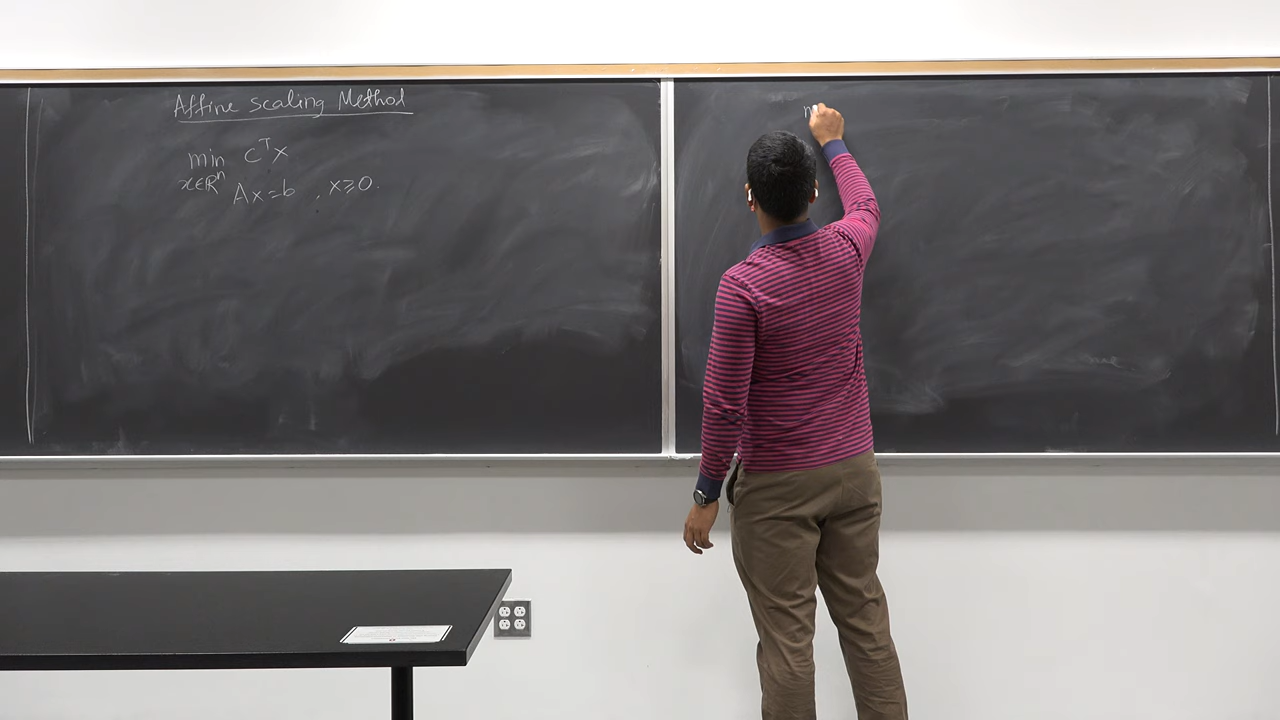 Affine scaling Method
min cᵀx
x∈ℝⁿ Ax=b , x≥0.